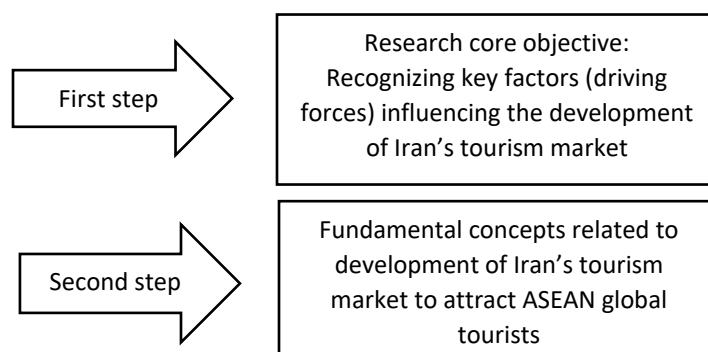 First step
Research core objective:
Recognizing key factors (driving
forces) influencing the development
of Iran’s tourism market
Second step
Fundamental concepts related to
development of Iran’s tourism
market to attract ASEAN global
tourists